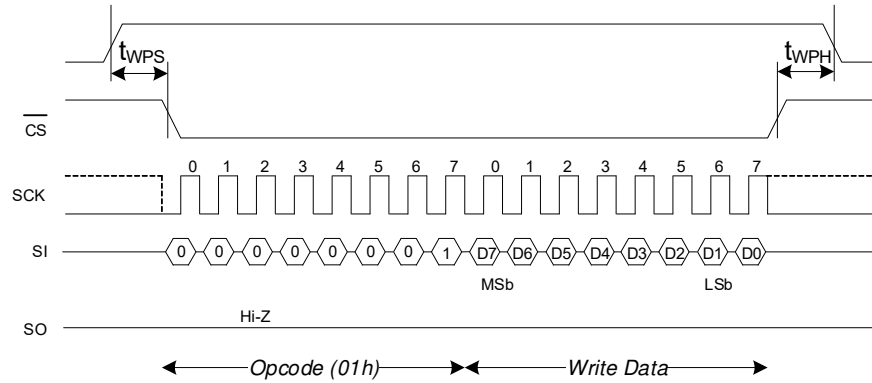 tWPS tWPH
CS
0 1 2 3 4 5 6 7 0 1 2 3 4 5 6 7
SCK
SI 0 0 0 0 0 0 0 1 D7 D6 D5 D4 D3 D2 D1 D0
MSb LSb
Hi-Z
SO
Opcode (01h) Write Data